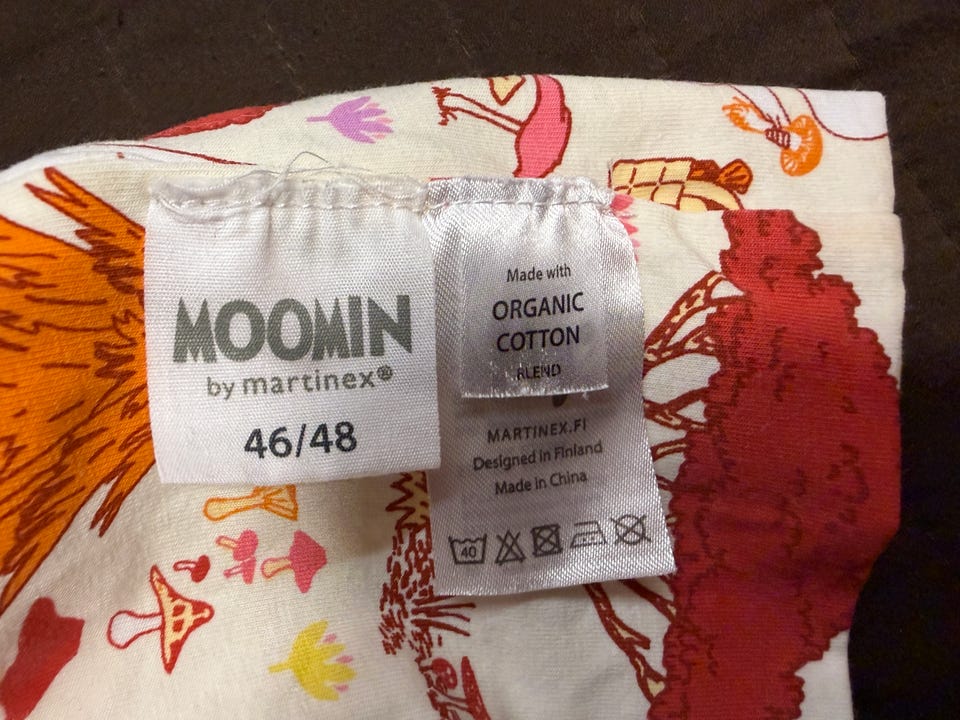 MOOMIN
by martinex®
46/48
Made with
ORGANIC
COTTON
BLEND
MARTINEX.FI
Designed in Finland
Made in China
40